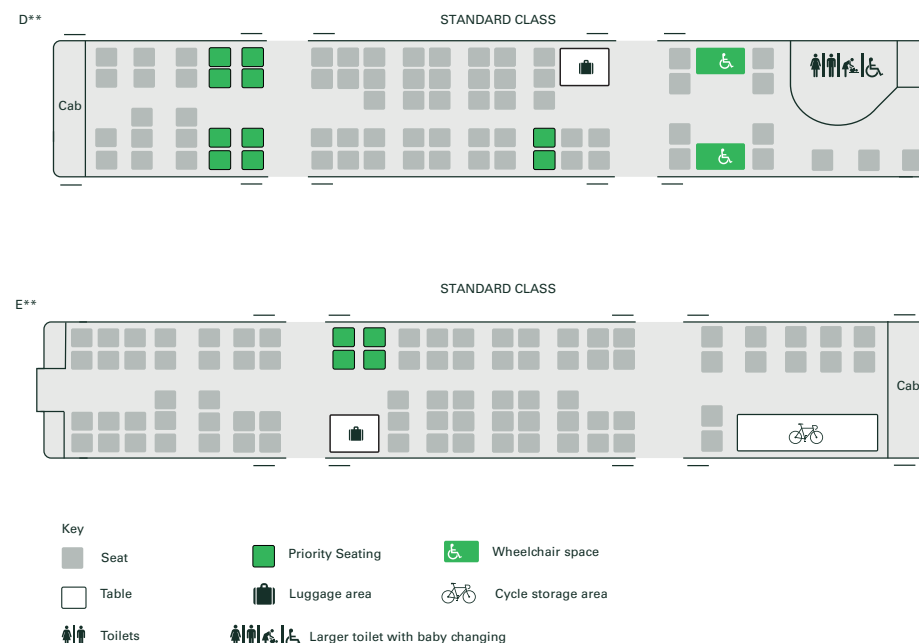 D**
STANDARD CLASS
Cab
STANDARD CLASS
E**
Cab
Key
Seat
Priority Seating
Wheelchair space
Table
Luggage area
Cycle storage area
Toilets
Larger toilet with baby changing